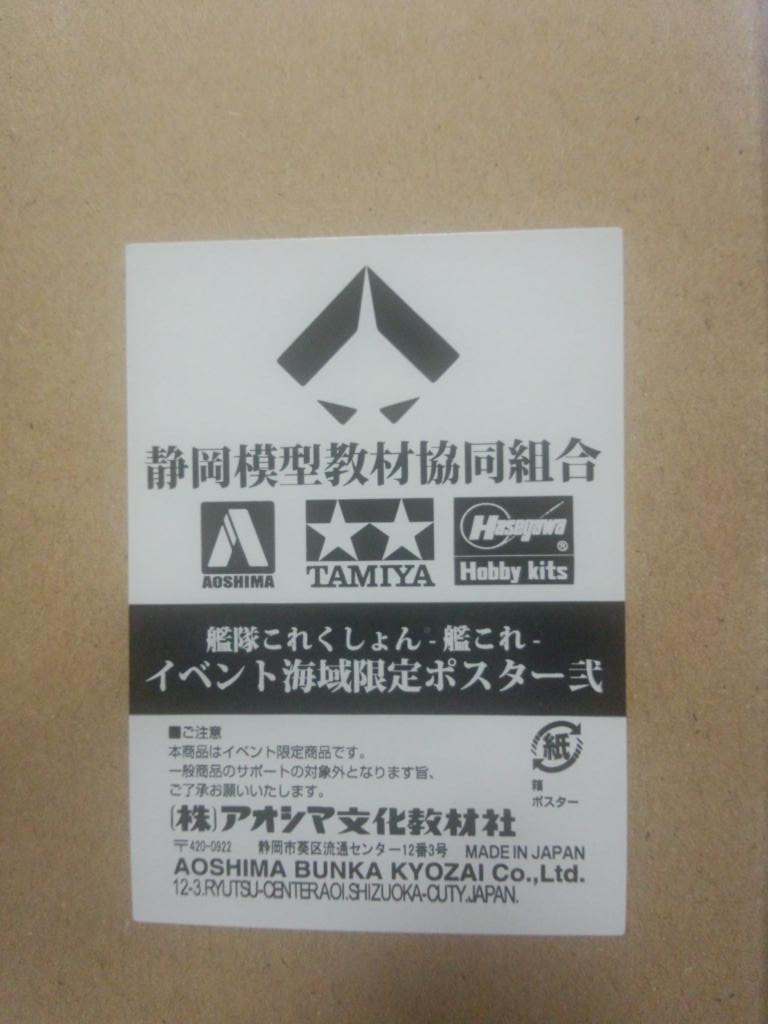 静岡模型教材協同組合
AOSHIMA
TAMIYA
Hasegawa®
Hobby kits
艦隊これくしょん -艦これ-
イベント海域限定ポスター弐
■ご注意
本商品はイベント限定商品です。
一般商品のサポートの対象外となります旨、
ご了承お願いいたします。
紙
箱
ポスター
(株)アオシマ文化教材社
〒420-0922 静岡市葵区流通センター12番3号 MADE IN JAPAN
AOSHIMA BUNKA KYOZAI Co.,Ltd.
12-3.RYUTSU-CENTER AOI.SHIZUOKA-CUTY.JAPAN.